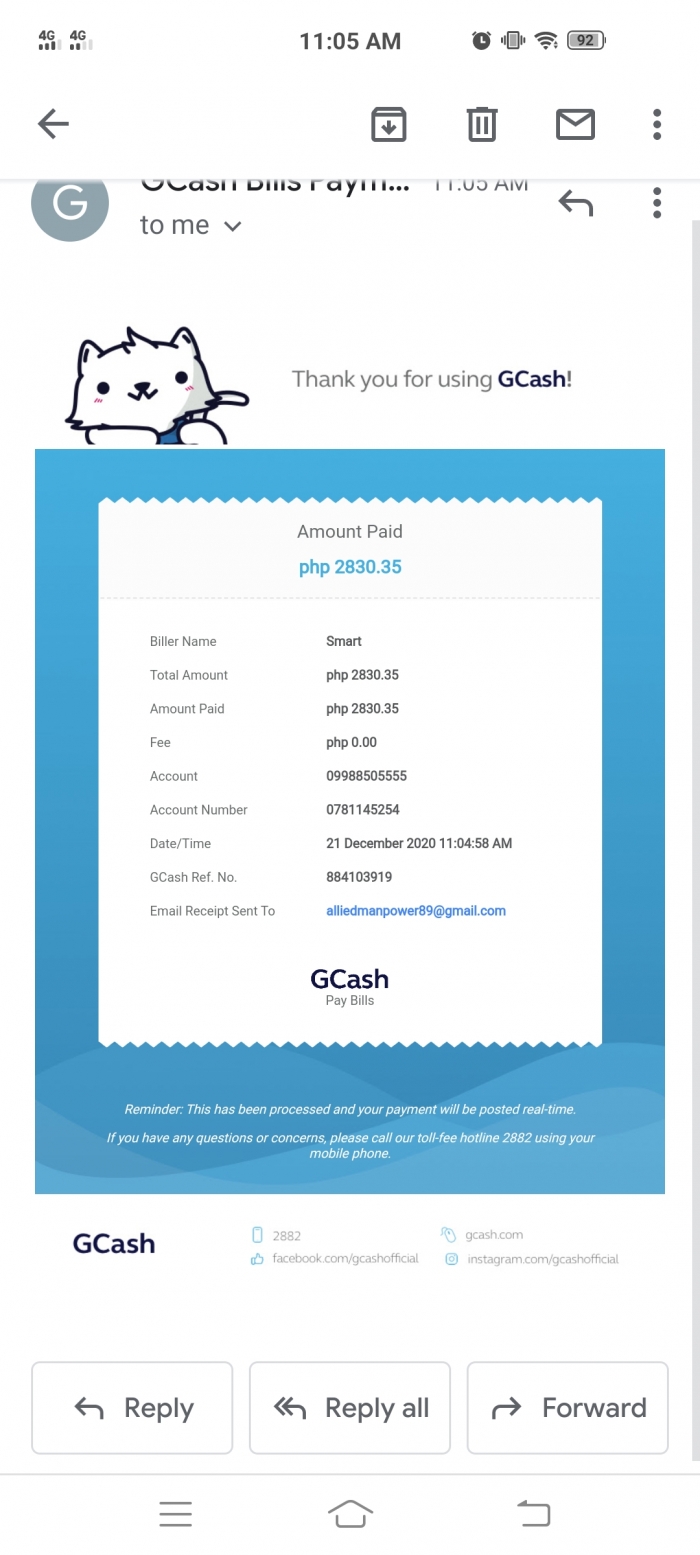 4G 4G 11:05 AM 92
G GCash Bills Paym... 11:05 AM
to me
Thank you for using GCash!
Amount Paid
php 2830.35
Biller Name Smart
Total Amount php 2830.35
Amount Paid php 2830.35
Fee php 0.00
Account 09988505555
Account Number 0781145254
Date/Time 21 December 2020 11:04:58 AM
GCash Ref. No. 884103919
Email Receipt Sent To alliedmanpower89@gmail.com
GCash
Pay Bills
Reminder: This has been processed and your payment will be posted real-time.
If you have any questions or concerns, please call our toll-fee hotline 2882 using your
mobile phone.
GCash
2882 gcash.com
facebook.com/gcashofficial instagram.com/gcashofficial
Reply Reply all Forward